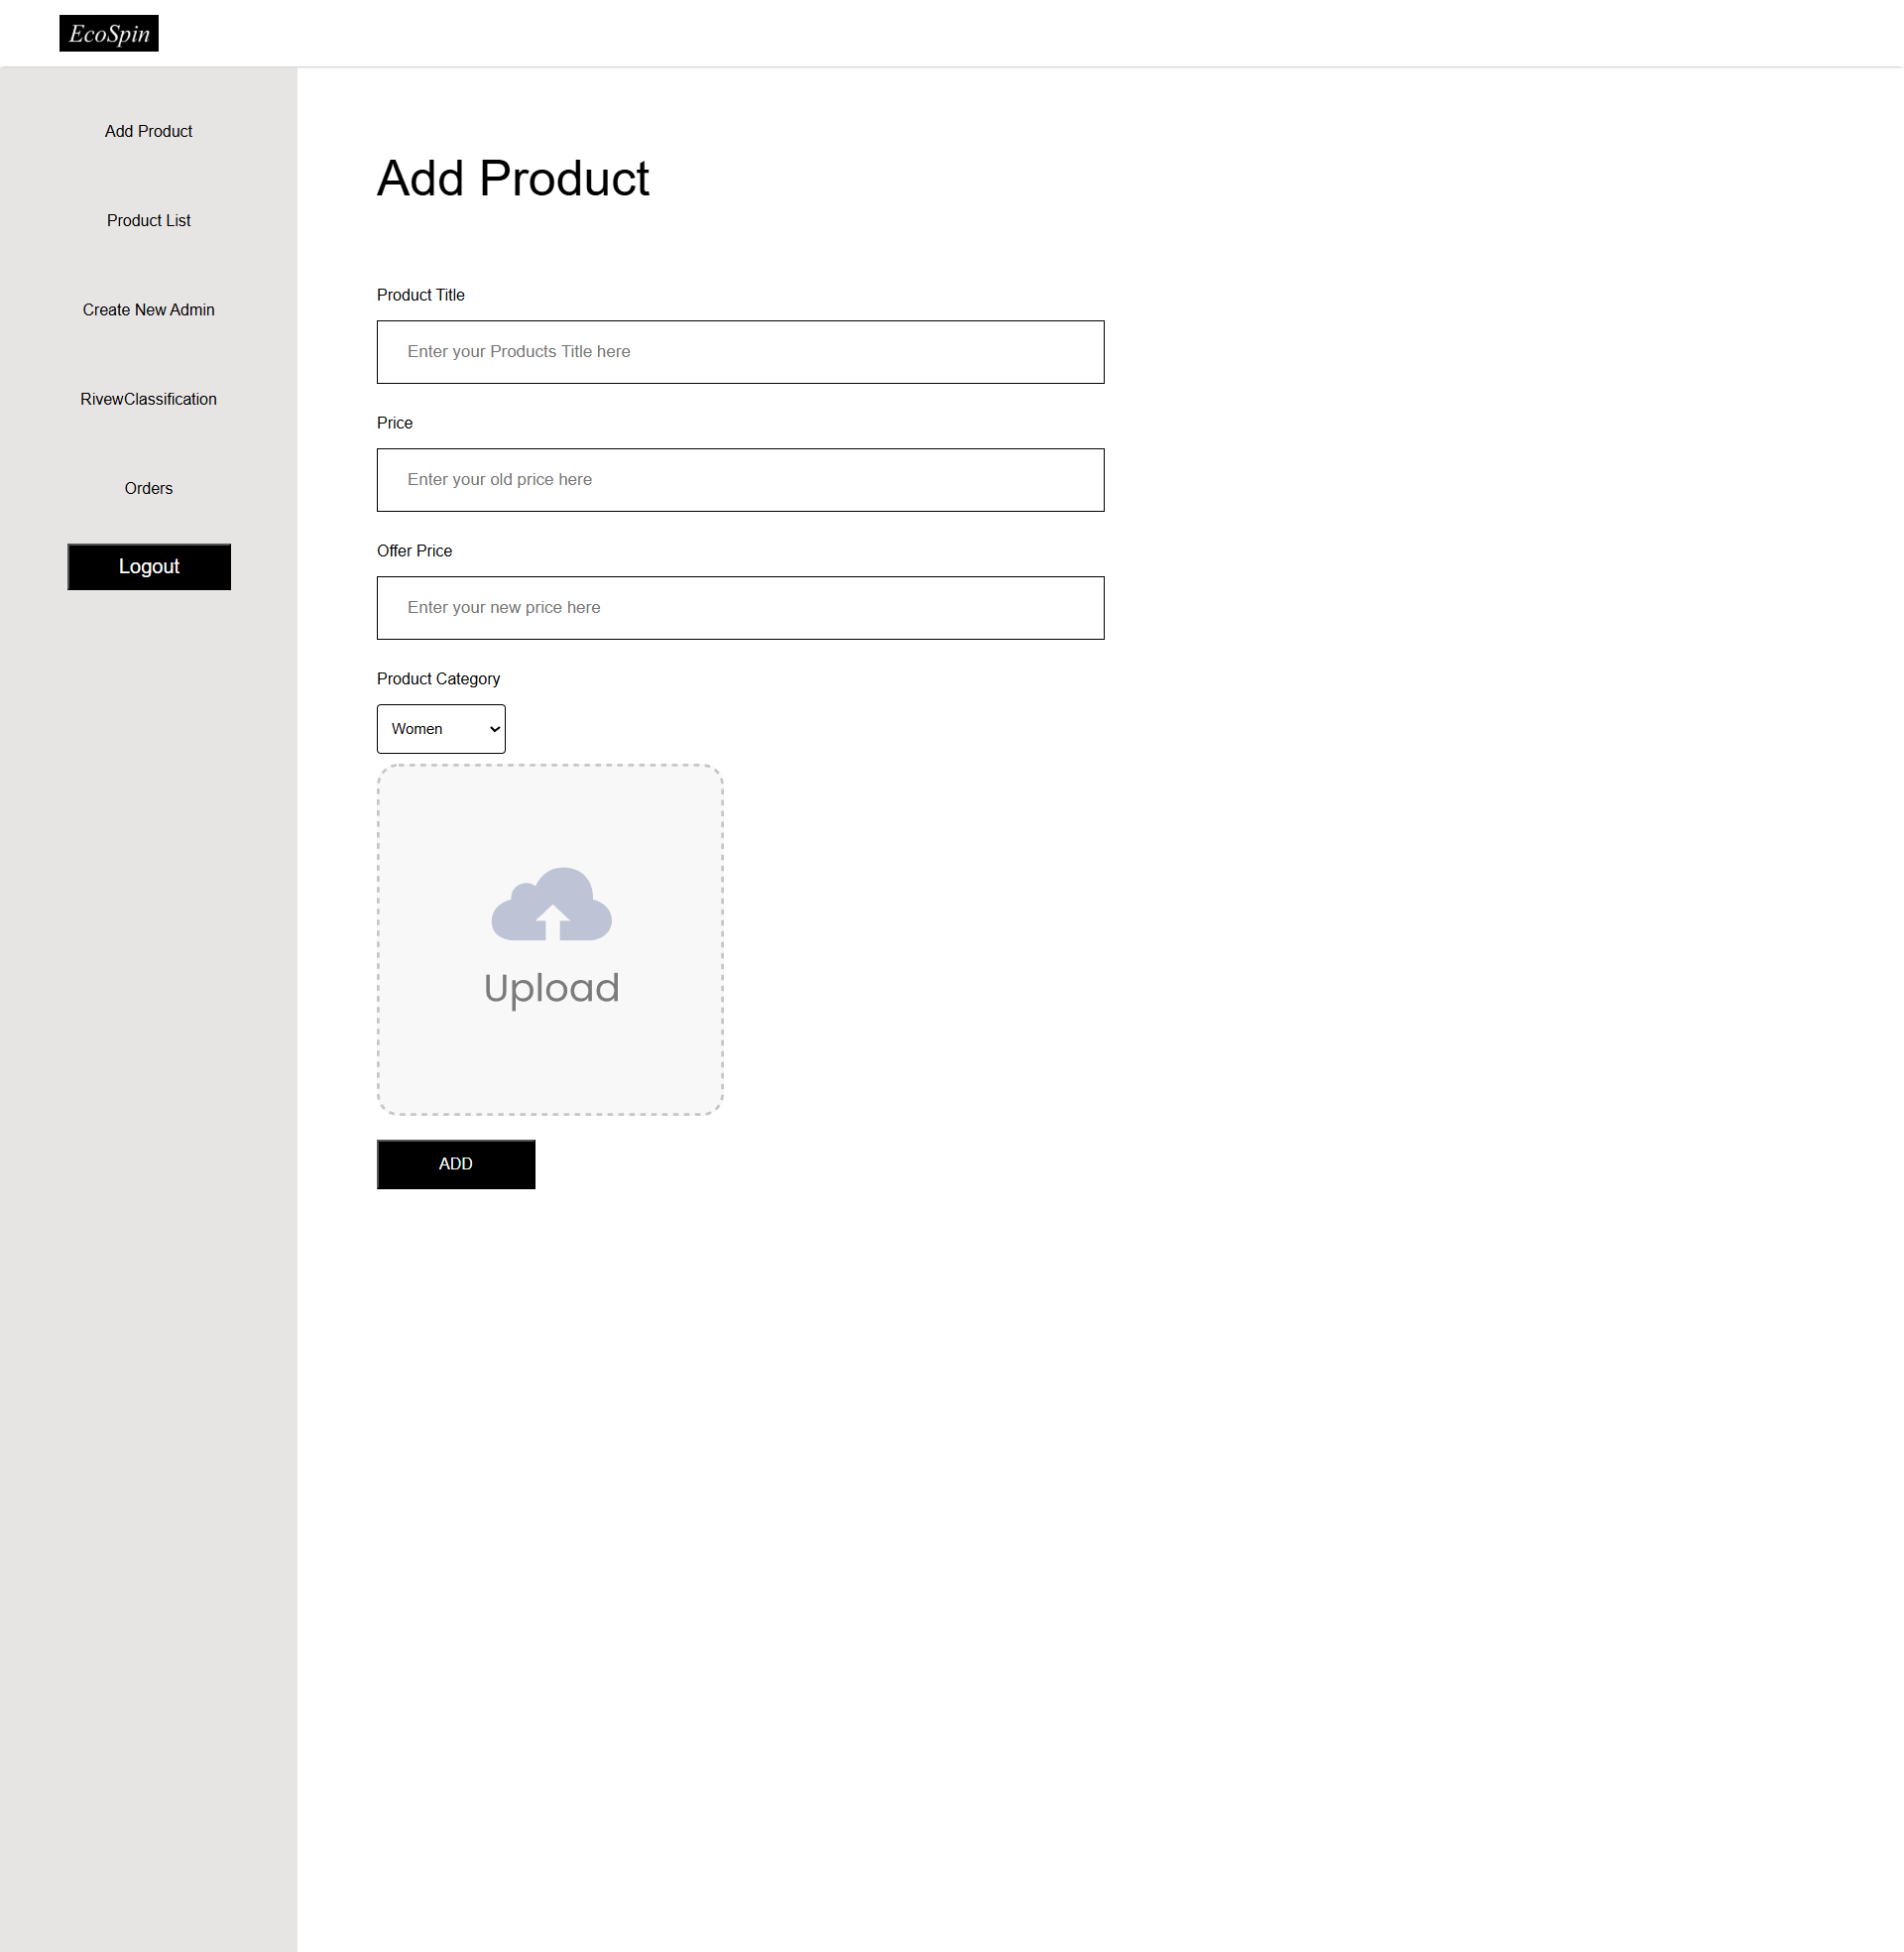 EcoSpin
Add Product
Product List
Create New Admin
RivewClassification
Orders
Logout
Add Product
Product Title
Enter your Products Title here
Price
Enter your old price here
Offer Price
Enter your new price here
Product Category
Women
Upload
ADD